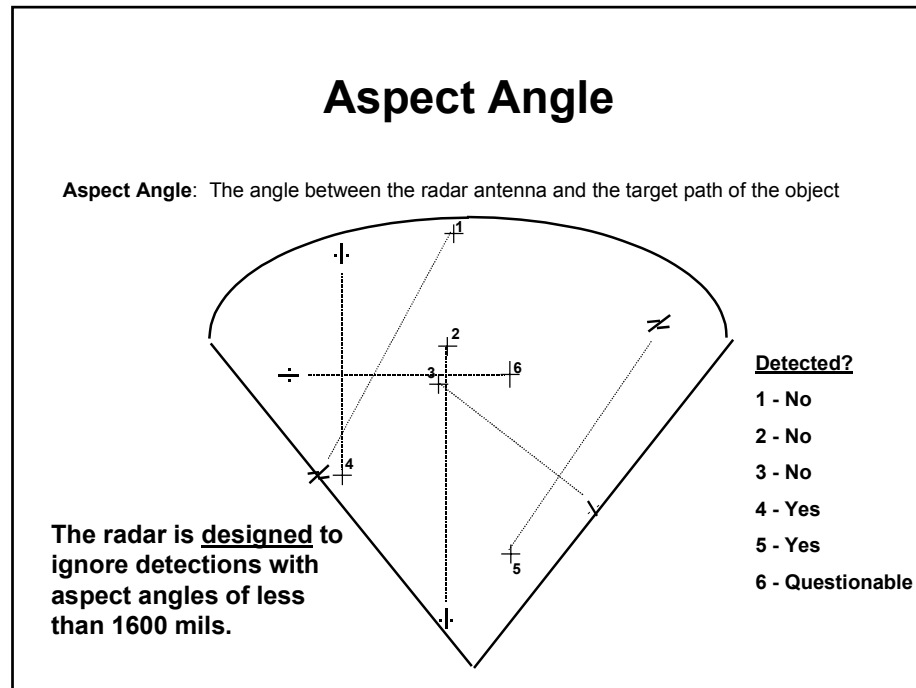 Aspect Angle
Aspect Angle: The angle between the radar antenna and the target path of the object
1
2
3
6
4
5
Detected?
1 - No
2 - No
3 - No
4 - Yes
5 - Yes
6 - Questionable
The radar is designed to
ignore detections with
aspect angles of less
than 1600 mils.